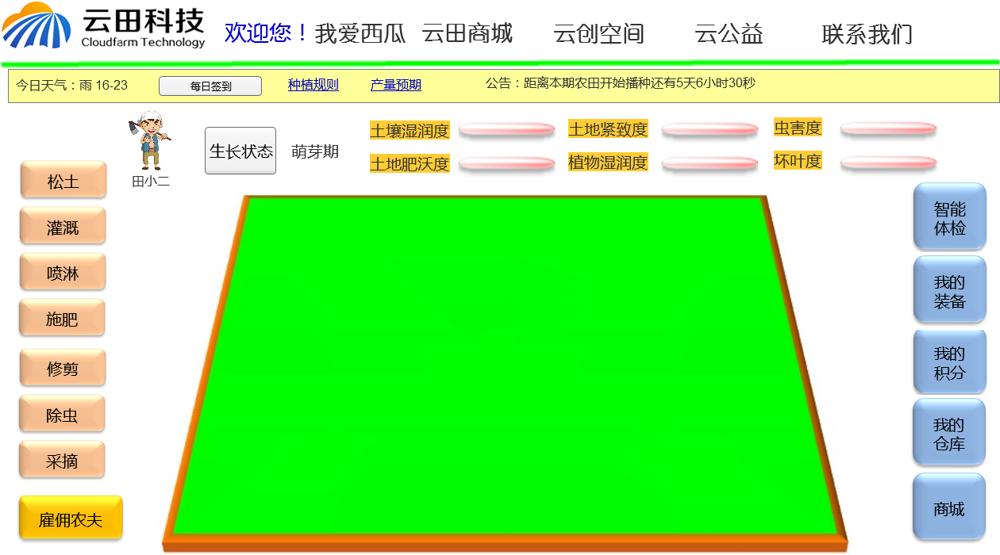 云田科技
Cloudfarm Technology
欢迎您！我爱西瓜 云田商城 云创空间 云公益 联系我们
今日天气：雨 16-23 每日签到 种植规则 产量预期 公告：距离本期农田开始播种还有5天6小时30秒
田小二
生长状态 萌芽期
土壤湿润度 土地紧致度 虫害度
土地肥沃度 植物湿润度 坏叶度
松土
灌溉
喷淋
施肥
修剪
除虫
采摘
雇佣农夫
智能
体检
我的
装备
我的
积分
我的
仓库
商城